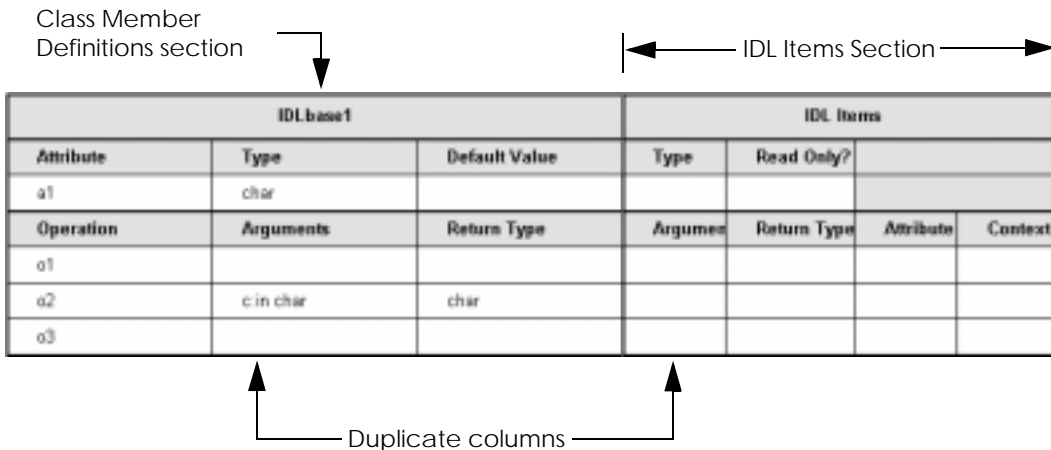 Class Member
Definitions section
IDL Items Section
IDLbase1 IDL Items
Attribute Type Default Value Type Read Only?
a1 char
Operation Arguments Return Type Argumen Return Type Attribute Context
o1
o2 c:in char char
o3
Duplicate columns